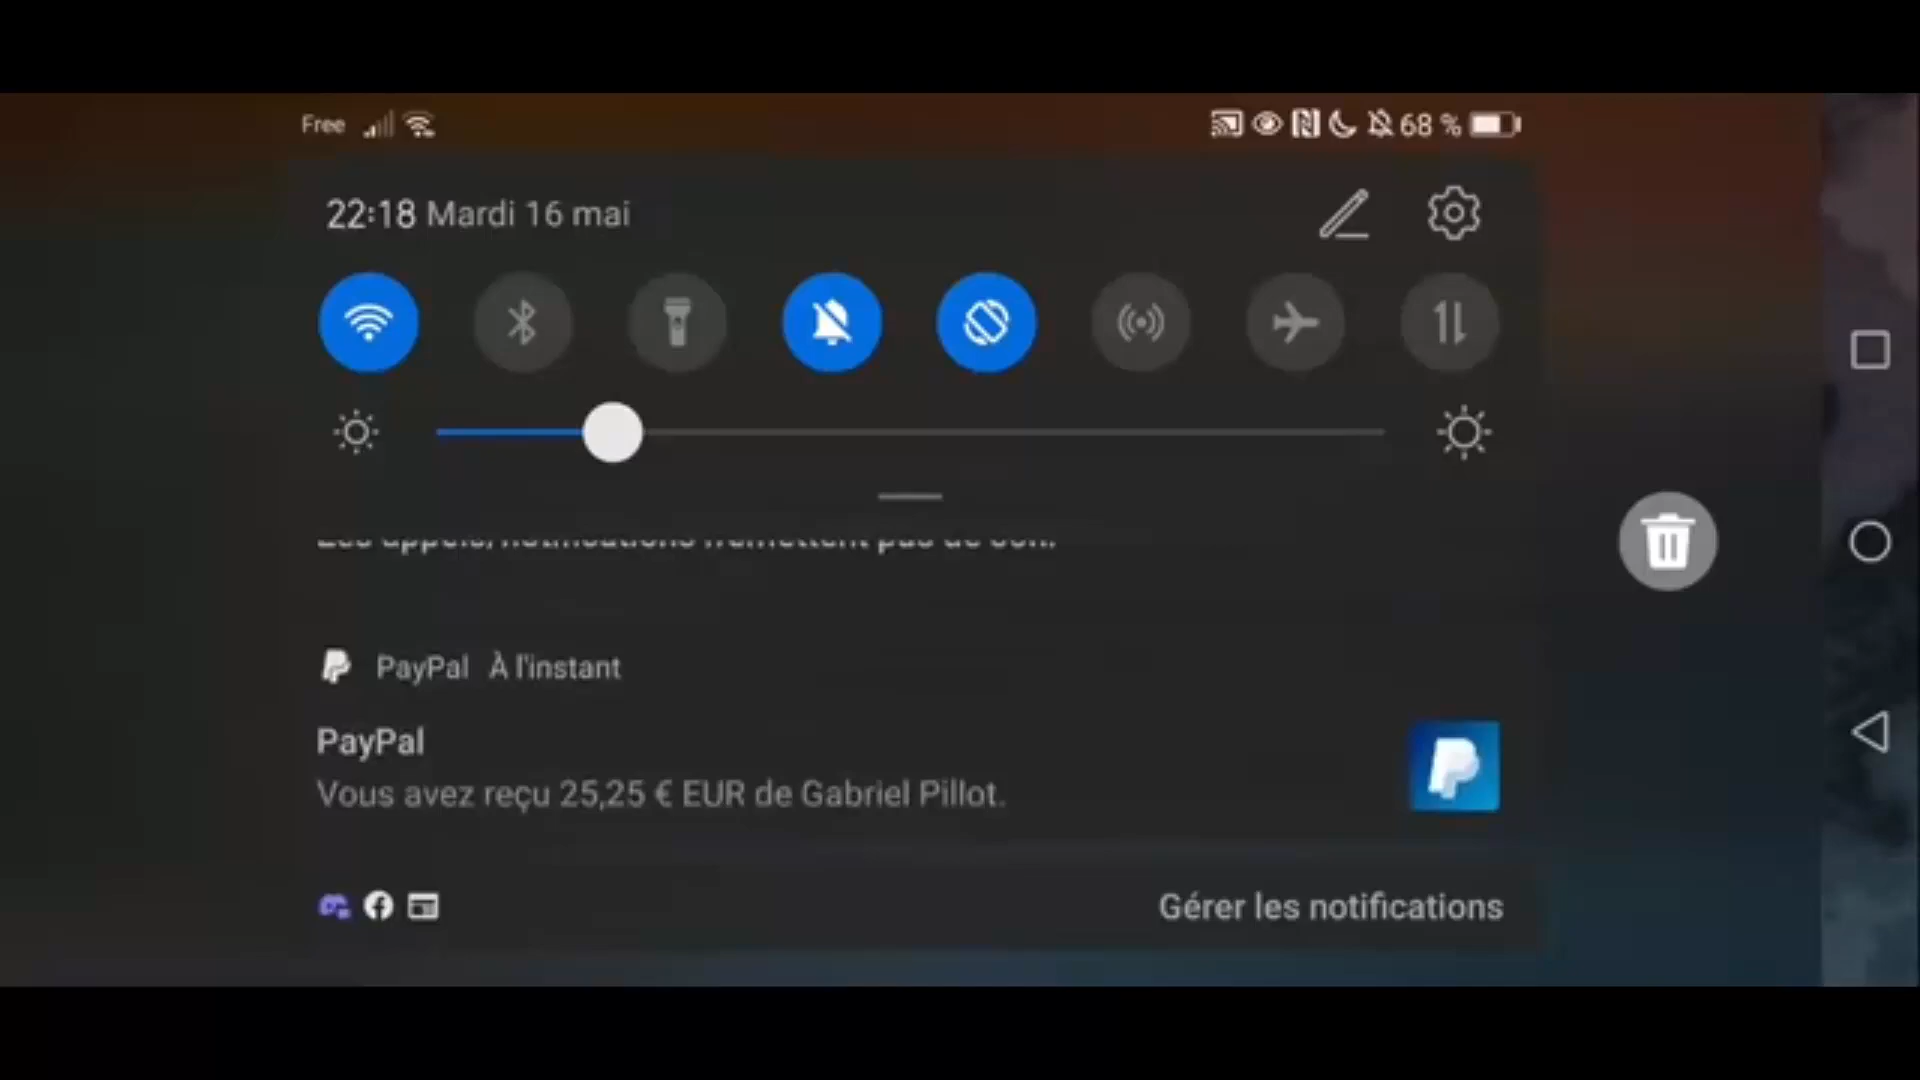 Free
68 %
22:18 Mardi 16 mai
PayPal À l'instant
PayPal
Vous avez reçu 25,25 € EUR de Gabriel Pillot.
Gérer les notifications